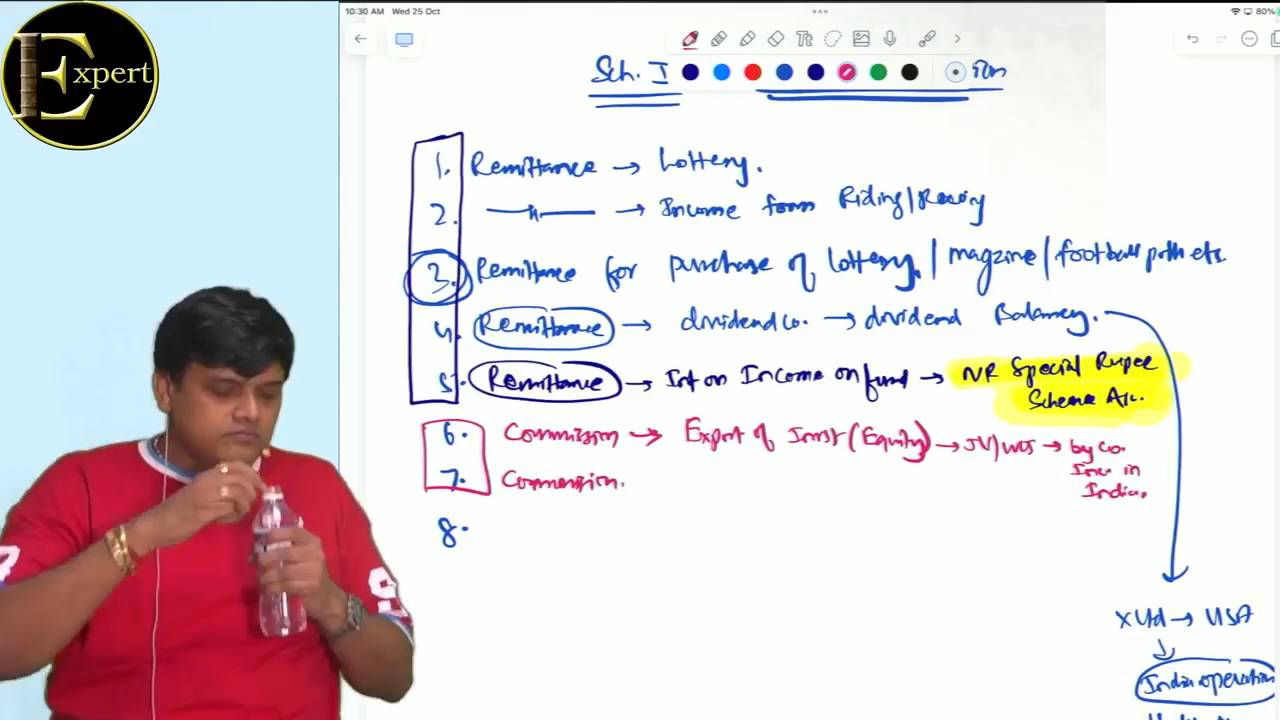 Expert
10:30 AM Wed 25 Oct
80%
Sch. I
1. Remittance → Lottery.
2. —"— → Income from Riding/Racing
3. Remittance for purchase of lottery, / magzine / football path etc.
4. Remittance → dividend co. → dividend Balancing.
5. Remittance → Int on Income on fund → NR Special Rupee
Scheme A/c.
6. Commission → Export of Invst (Equity) → JV/WOS → by co.
Inc. in
India.
7. Commission.
8.
X Ltd → USA
India operation